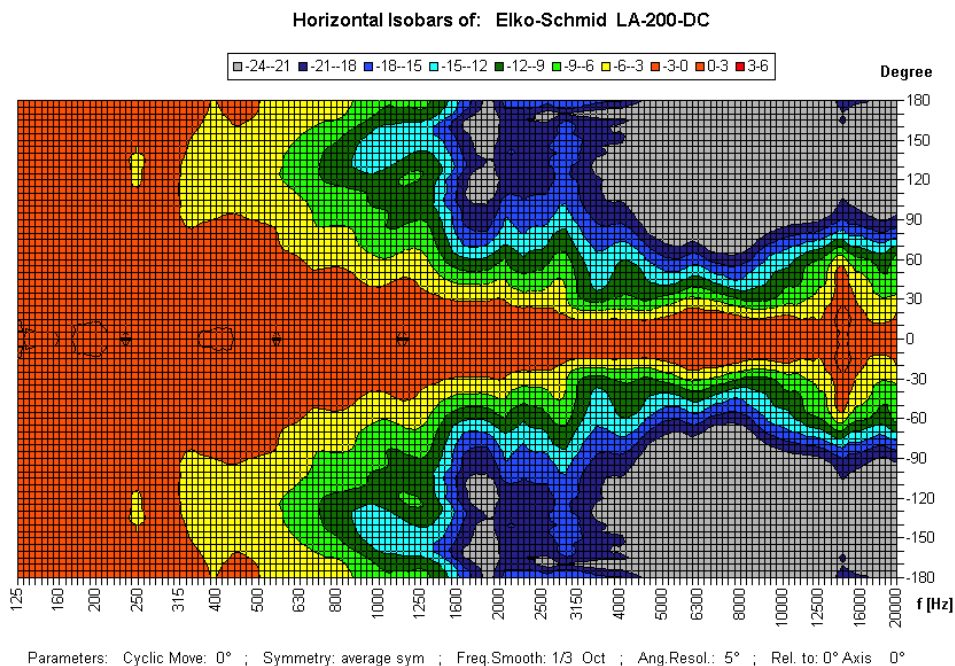 Horizontal Isobars of: Elko-Schmid LA-200-DC
-24--21 -21--18 -18--15 -15--12 -12--9 -9--6 -6--3 -3-0 0-3 3-6
Degree
180
150
120
90
60
30
0
-30
-60
-90
-120
-150
-180
125 160 200 250 315 400 500 630 800 1000 1250 1600 2000 2500 3150 4000 5000 6300 8000 10000 12500 16000 20000 f [Hz]
Parameters: Cyclic Move: 0° ; Symmetry: average sym ; Freq.Smooth: 1/3 Oct ; Ang.Resol.: 5° ; Rel. to: 0° Axis 0°